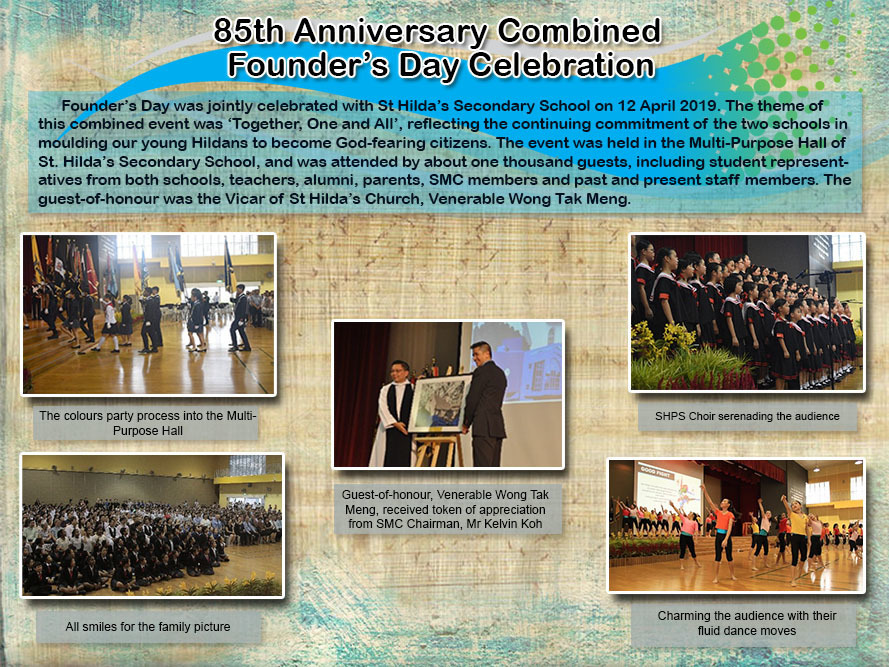 85th Anniversary Combined
Founder's Day Celebration
Founder's Day was jointly celebrated with St Hilda's Secondary School on 12 April 2019. The theme of
this combined event was ‘Together, One and All’, reflecting the continuing commitment of the two schools in
moulding our young Hildans to become God-fearing citizens. The event was held in the Multi-Purpose Hall of
St. Hilda's Secondary School, and was attended by about one thousand guests, including student represent-
atives from both schools, teachers, alumni, parents, SMC members and past and present staff members. The
guest-of-honour was the Vicar of St Hilda's Church, Venerable Wong Tak Meng.
The colours party process into the Multi-
Purpose Hall
SHPS Choir serenading the audience
Guest-of-honour, Venerable Wong Tak
Meng, received token of appreciation
from SMC Chairman, Mr Kelvin Koh
GOOD FIGHT
All smiles for the family picture
Charming the audience with their
fluid dance moves